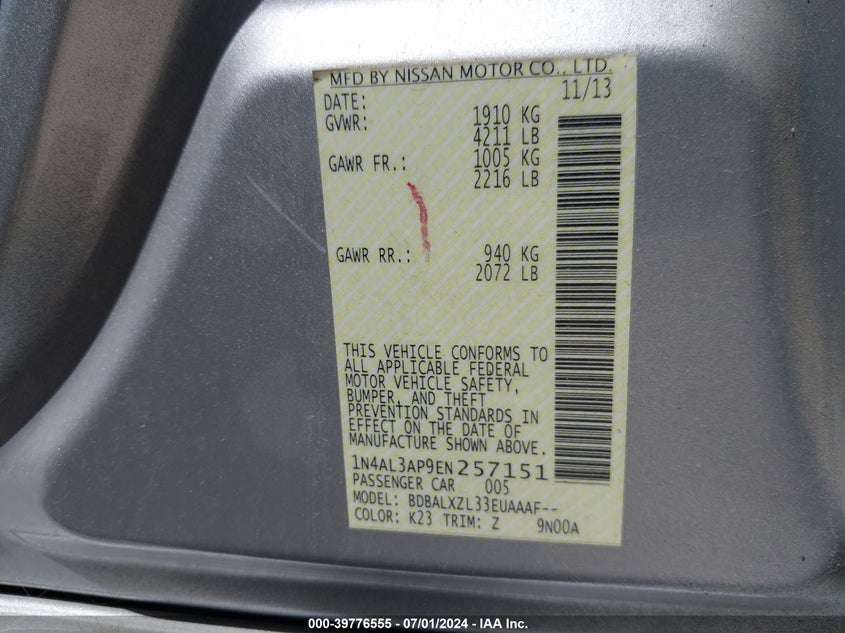 MFD BY NISSAN MOTOR CO., LTD.
DATE: 11/13
GVWR: 1910 KG
4211 LB
GAWR FR.: 1005 KG
2216 LB
GAWR RR.: 940 KG
2072 LB
THIS VEHICLE CONFORMS TO
ALL APPLICABLE FEDERAL
MOTOR VEHICLE SAFETY,
BUMPER, AND THEFT
PREVENTION STANDARDS IN
EFFECT ON THE DATE OF
MANUFACTURE SHOWN ABOVE.
1N4AL3AP9EN257151
PASSENGER CAR 005
MODEL: BDBALXZL33EUAAAF--
COLOR: K23 TRIM: Z 9N00A
000-39776555 - 07/01/2024 - IAA Inc.